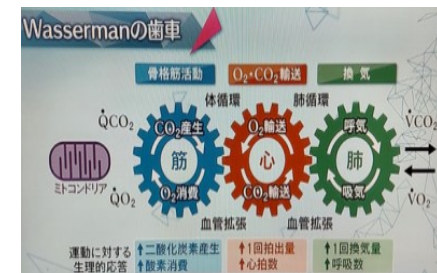 Wassermanの歯車
骨格筋活動 O₂・CO₂輸送 換気
体循環 肺循環
Q̇CO₂ CO₂産生 O₂輸送 呼気 V̇CO₂
筋 心 肺
ミトコンドリア
Q̇O₂ O₂消費 CO₂輸送 吸気 V̇O₂
血管拡張 血管拡張
運動に対する
生理的応答
↑二酸化炭素産生 ↑1回拍出量 ↑1回換気量
↑酸素消費 ↑心拍数 ↑呼吸数